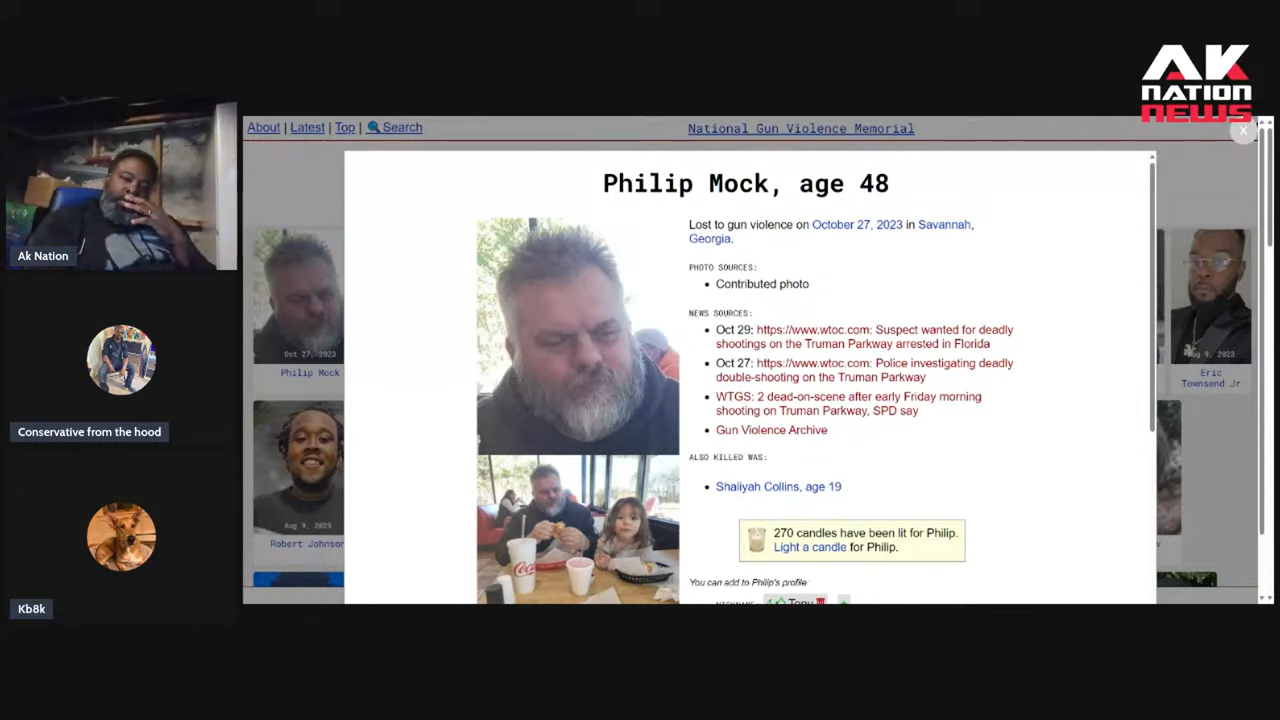 AK
NATION
NEWS
About | Latest | Top | Search
National Gun Violence Memorial
x
Philip Mock, age 48
Lost to gun violence on October 27, 2023 in Savannah,
Georgia.
PHOTO SOURCES:
Contributed photo
NEWS SOURCES:
Oct 29: https://www.wtoc.com: Suspect wanted for deadly
shootings on the Truman Parkway arrested in Florida
Oct 27: https://www.wtoc.com: Police investigating deadly
double-shooting on the Truman Parkway
WTGS: 2 dead-on-scene after early Friday morning
shooting on Truman Parkway, SPD say
Gun Violence Archive
ALSO KILLED WAS:
Shaliyah Collins, age 19
270 candles have been lit for Philip.
Light a candle for Philip.
You can add to Philip's profile:
NICKNAME: Tony
Coca
Oct 27, 2023
Philip Mock
Aug 9, 2023
Robert Johnson
9, 2023
Eric
Townsend Jr
Ak Nation
Conservative from the hood
Kb8k